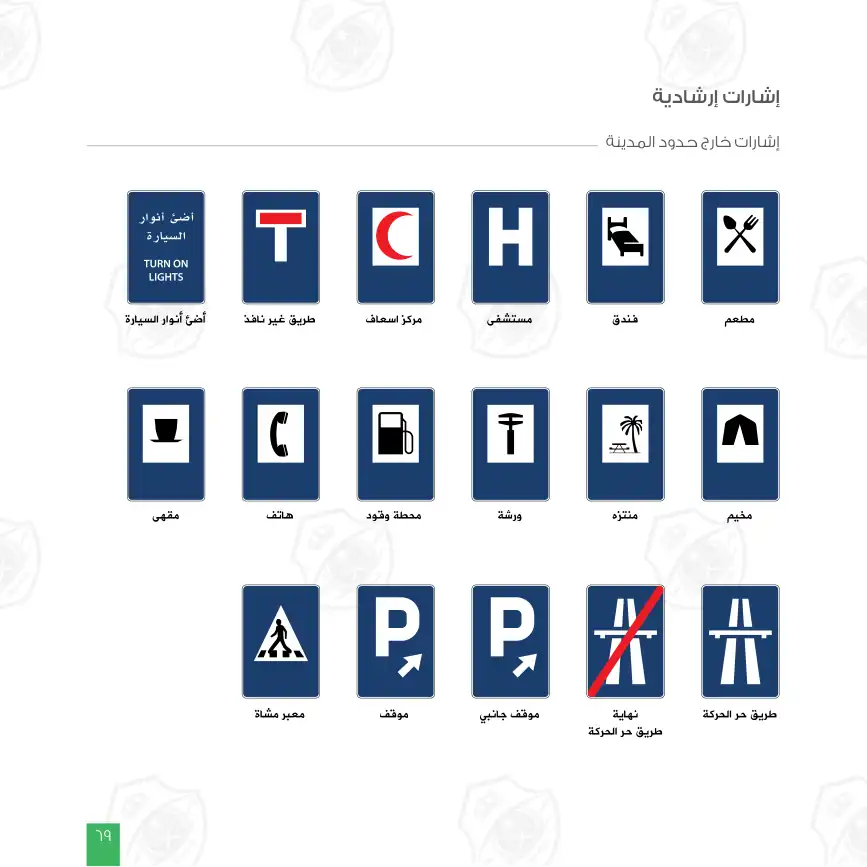 إشارات إرشادية
إشارات خارج حدود المدينة
مطعم
فندق
H
مستشفى
مركز اسعاف
طريق غير نافذ
أضئ أنوار
السيارة
TURN ON
LIGHTS
أضئ أنوار السيارة
مخيم
منتزه
ورشة
محطة وقود
هاتف
مقهى
طريق حر الحركة
نهاية
طريق حر الحركة
P
موقف جانبي
P
موقف
معبر مشاة
٦٩